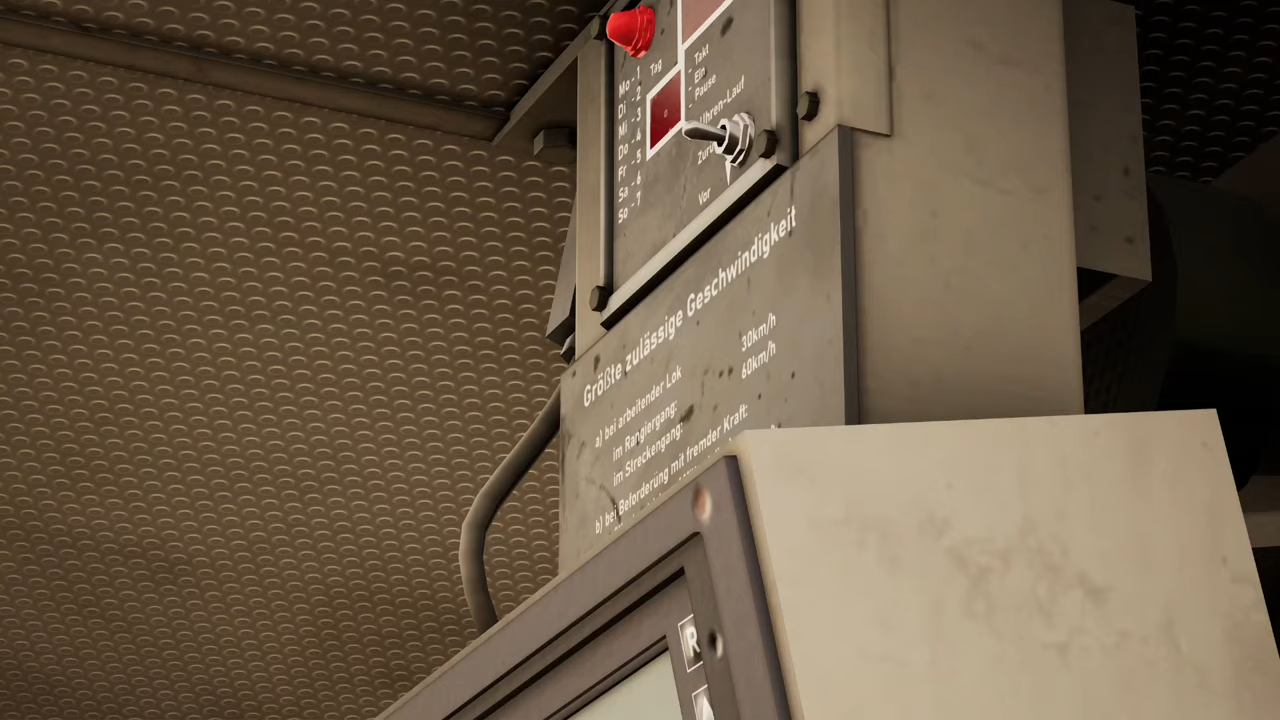 Tag
Mo - 1
Di - 2
Mi - 3
Do - 4
Fr - 5
Sa - 6
So - 7
Takt
Ein
Pause
Uhren-Lauf
Vor
Größte zulässige Geschwindigkeit
a) bei arbeitender Lok
im Rangiergang: 30km/h
im Streckengang: 60km/h
b) bei Beförderung mit fremder Kraft:
R